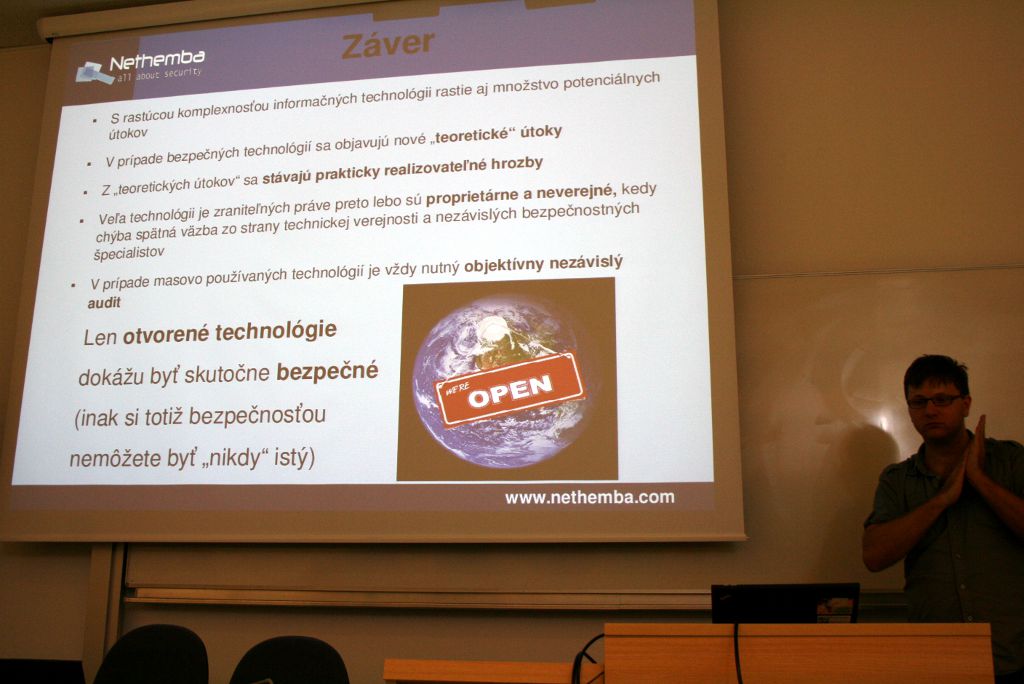 Nethemba
all about security
Záver
S rastúcou komplexnosťou informačných technológii rastie aj množstvo potenciálnych
útokov
V prípade bezpečných technológií sa objavujú nové „teoretické“ útoky
Z „teoretických útokov“ sa stávajú prakticky realizovateľné hrozby
Veľa technológii je zraniteľných práve preto lebo sú proprietárne a neverejné, kedy
chýba spätná väzba zo strany technickej verejnosti a nezávislých bezpečnostných
špecialistov
V prípade masovo používaných technológií je vždy nutný objektívny nezávislý
audit
Len otvorené technológie
dokážu byť skutočne bezpečné
(inak si totiž bezpečnosťou
nemôžete byť „nikdy“ istý)
WE'RE OPEN
www.nethemba.com